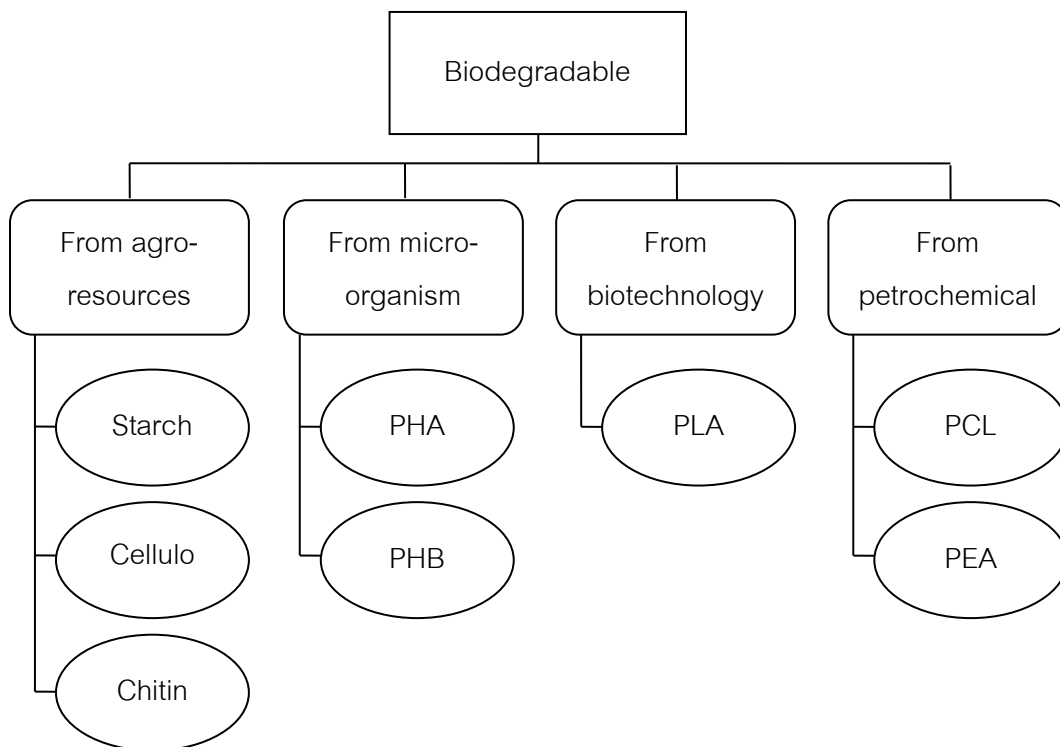 Biodegradable
From agro-
resources
From micro-
organism
From
biotechnology
From
petrochemical
Starch
PHA
PLA
PCL
Cellulo
PHB
PEA
Chitin